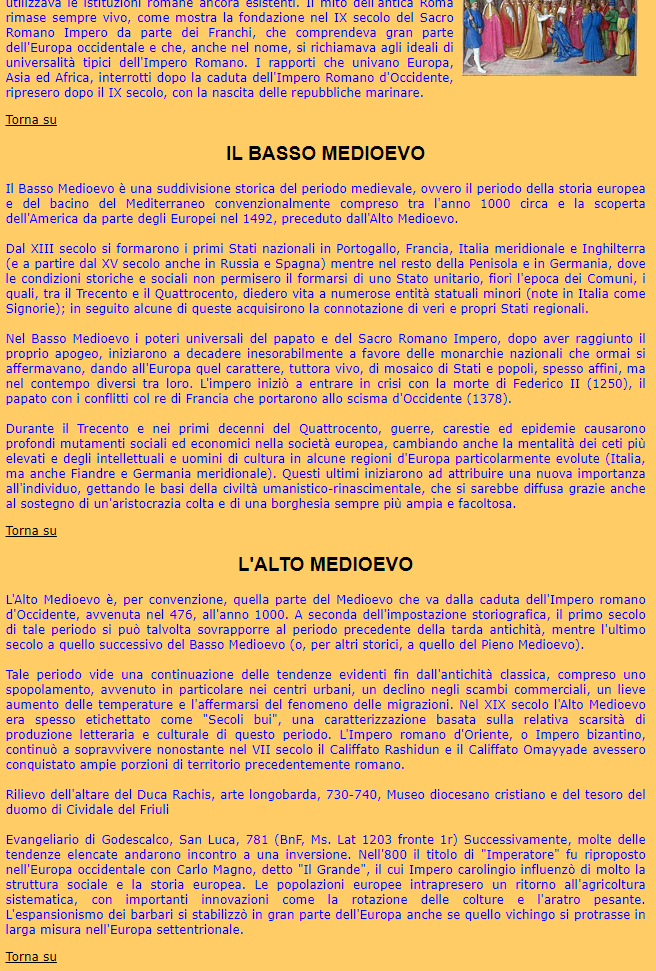 utilizzava le istituzioni romane ancora esistenti. Il mito dell'antica Roma
rimase sempre vivo, come mostra la fondazione nel IX secolo del Sacro
Romano Impero da parte dei Franchi, che comprendeva gran parte
dell'Europa occidentale e che, anche nel nome, si richiamava agli ideali di
universalità tipici dell'Impero Romano. I rapporti che univano Europa,
Asia ed Africa, interrotti dopo la caduta dell'Impero Romano d'Occidente,
ripresero dopo il IX secolo, con la nascita delle repubbliche marinare.
Torna su
IL BASSO MEDIOEVO
Il Basso Medioevo è una suddivisione storica del periodo medievale, ovvero il periodo della storia europea
e del bacino del Mediterraneo convenzionalmente compreso tra l'anno 1000 circa e la scoperta
dell'America da parte degli Europei nel 1492, preceduto dall'Alto Medioevo.
Dal XIII secolo si formarono i primi Stati nazionali in Portogallo, Francia, Italia meridionale e Inghilterra
(e a partire dal XV secolo anche in Russia e Spagna) mentre nel resto della Penisola e in Germania, dove
le condizioni storiche e sociali non permisero il formarsi di uno Stato unitario, fiorì l'epoca dei Comuni, i
quali, tra il Trecento e il Quattrocento, diedero vita a numerose entità statuali minori (note in Italia come
Signorie); in seguito alcune di queste acquisirono la connotazione di veri e propri Stati regionali.
Nel Basso Medioevo i poteri universali del papato e del Sacro Romano Impero, dopo aver raggiunto il
proprio apogeo, iniziarono a decadere inesorabilmente a favore delle monarchie nazionali che ormai si
affermavano, dando all'Europa quel carattere, tuttora vivo, di mosaico di Stati e popoli, spesso affini, ma
nel contempo diversi tra loro. L'impero iniziò a entrare in crisi con la morte di Federico II (1250), il
papato con i conflitti col re di Francia che portarono allo scisma d'Occidente (1378).
Durante il Trecento e nei primi decenni del Quattrocento, guerre, carestie ed epidemie causarono
profondi mutamenti sociali ed economici nella società europea, cambiando anche la mentalità dei ceti più
elevati e degli intellettuali e uomini di cultura in alcune regioni d'Europa particolarmente evolute (Italia,
ma anche Fiandre e Germania meridionale). Questi ultimi iniziarono ad attribuire una nuova importanza
all'individuo, gettando le basi della civiltà umanistico-rinascimentale, che si sarebbe diffusa grazie anche
al sostegno di un'aristocrazia colta e di una borghesia sempre più ampia e facoltosa.
Torna su
L'ALTO MEDIOEVO
L'Alto Medioevo è, per convenzione, quella parte del Medioevo che va dalla caduta dell'Impero romano
d'Occidente, avvenuta nel 476, all'anno 1000. A seconda dell'impostazione storiografica, il primo secolo
di tale periodo si può talvolta sovrapporre al periodo precedente della tarda antichità, mentre l'ultimo
secolo a quello successivo del Basso Medioevo (o, per altri storici, a quello del Pieno Medioevo).
Tale periodo vide una continuazione delle tendenze evidenti fin dall'antichità classica, compreso uno
spopolamento, avvenuto in particolare nei centri urbani, un declino negli scambi commerciali, un lieve
aumento delle temperature e l'affermarsi del fenomeno delle migrazioni. Nel XIX secolo l'Alto Medioevo
era spesso etichettato come "Secoli bui", una caratterizzazione basata sulla relativa scarsità di
produzione letteraria e culturale di questo periodo. L'Impero romano d'Oriente, o Impero bizantino,
continuò a sopravvivere nonostante nel VII secolo il Califfato Rashidun e il Califfato Omayyade avessero
conquistato ampie porzioni di territorio precedentemente romano.
Rilievo dell'altare del Duca Rachis, arte longobarda, 730-740, Museo diocesano cristiano e del tesoro del
duomo di Cividale del Friuli
Evangeliario di Godescalco, San Luca, 781 (BnF, Ms. Lat 1203 fronte 1r) Successivamente, molte delle
tendenze elencate andarono incontro a una inversione. Nell'800 il titolo di "Imperatore" fu riproposto
nell'Europa occidentale con Carlo Magno, detto "Il Grande", il cui Impero carolingio influenzò di molto la
struttura sociale e la storia europea. Le popolazioni europee intrapresero un ritorno all'agricoltura
sistematica, con importanti innovazioni come la rotazione delle colture e l'aratro pesante.
L'espansionismo dei barbari si stabilizzò in gran parte dell'Europa anche se quello vichingo si protrasse in
larga misura nell'Europa settentrionale.
Torna su